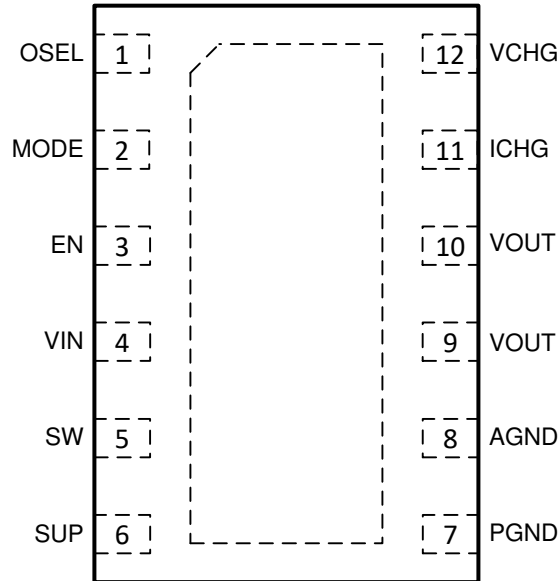 OSEL 1 12 VCHG
MODE 2 11 ICHG
EN 3 10 VOUT
VIN 4 9 VOUT
SW 5 8 AGND
SUP 6 7 PGND